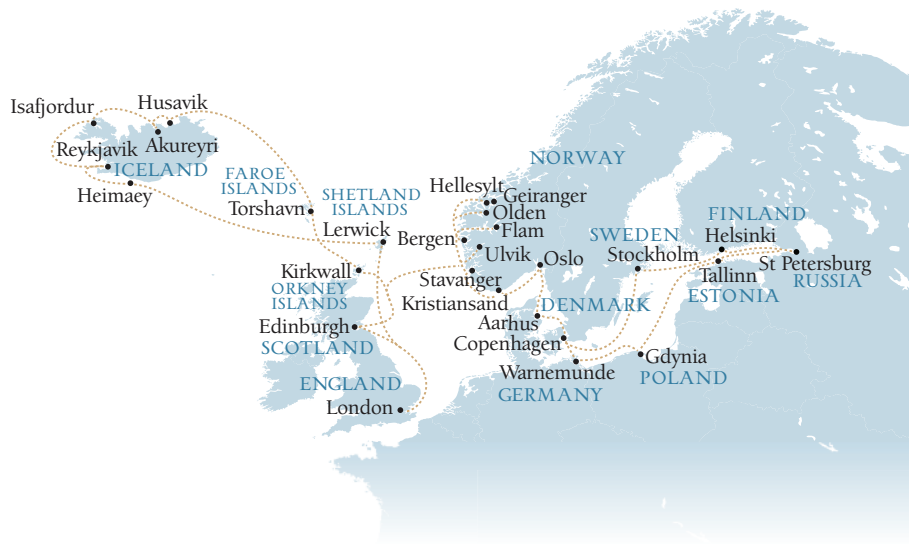 Isafjordur
Husavik
Akureyri
Reykjavik
ICELAND
Heimaey
FAROE
ISLANDS
Torshavn
SHETLAND
ISLANDS
Lerwick
Kirkwall
ORKNEY
ISLANDS
Edinburgh
SCOTLAND
ENGLAND
London
NORWAY
Hellesylt
Geiranger
Olden
Flam
Bergen
Ulvik
Oslo
Stavanger
Kristiansand
SWEDEN
Stockholm
FINLAND
Helsinki
Tallinn
ESTONIA
St Petersburg
RUSSIA
DENMARK
Aarhus
Copenhagen
Warnemunde
GERMANY
Gdynia
POLAND